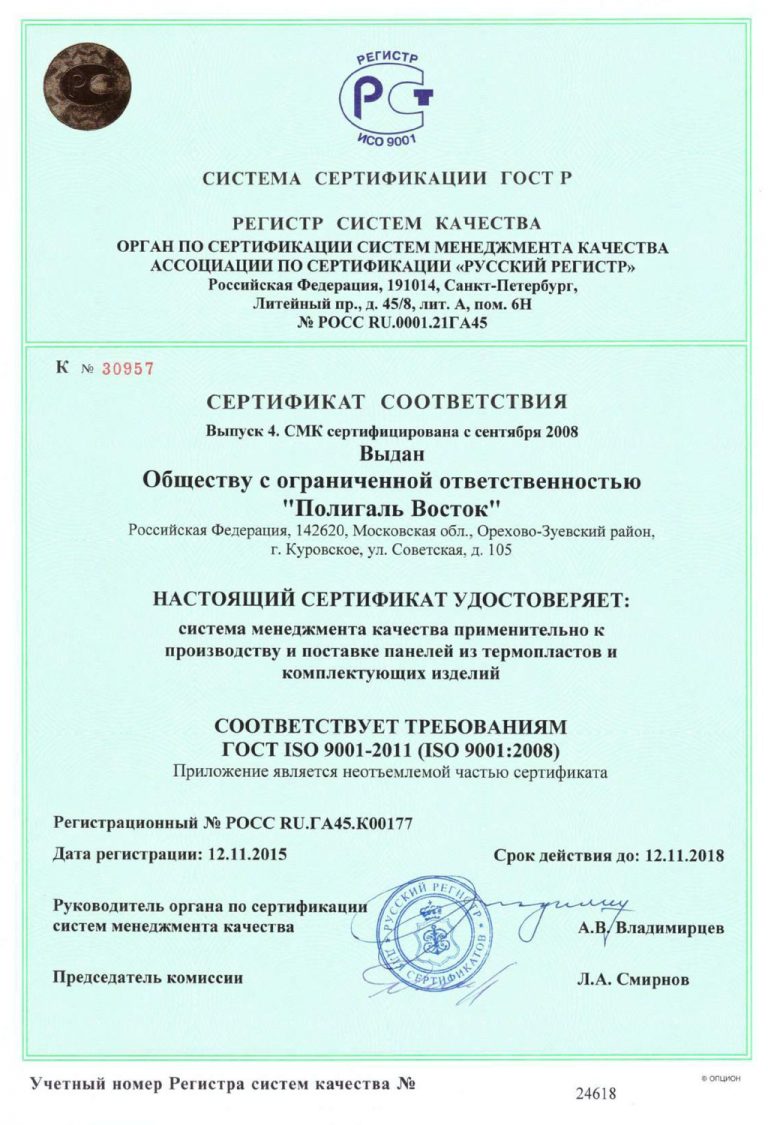 РЕГИСТР
РСТ
ИСО 9001
РСТ
СИСТЕМА СЕРТИФИКАЦИИ ГОСТ Р
РЕГИСТР СИСТЕМ КАЧЕСТВА
ОРГАН ПО СЕРТИФИКАЦИИ СИСТЕМ МЕНЕДЖМЕНТА КАЧЕСТВА
АССОЦИАЦИИ ПО СЕРТИФИКАЦИИ «РУССКИЙ РЕГИСТР»
Российская Федерация, 191014, Санкт-Петербург,
Литейный пр., д. 45/8, лит. А, пом. 6Н
№ РОСС RU.0001.21ГА45
К № 30957
СЕРТИФИКАТ СООТВЕТСТВИЯ
Выпуск 4. СМК сертифицирована с сентября 2008
Выдан
Обществу с ограниченной ответственностью
"Полигаль Восток"
Российская Федерация, 142620, Московская обл., Орехово-Зуевский район,
г. Куровское, ул. Советская, д. 105
НАСТОЯЩИЙ СЕРТИФИКАТ УДОСТОВЕРЯЕТ:
система менеджмента качества применительно к
производству и поставке панелей из термопластов и
комплектующих изделий
СООТВЕТСТВУЕТ ТРЕБОВАНИЯМ
ГОСТ ISO 9001-2011 (ISO 9001:2008)
Приложение является неотъемлемой частью сертификата
Регистрационный № РОСС RU.ГА45.К00177
Дата регистрации: 12.11.2015 Срок действия до: 12.11.2018
Руководитель органа по сертификации
систем менеджмента качества А.В. Владимирцев
РУССКИЙ РЕГИСТР
ДЛЯ СЕРТИФИКАТОВ
Председатель комиссии Л.А. Смирнов
Учетный номер Регистра систем качества № 24618
® ОПЦИОН